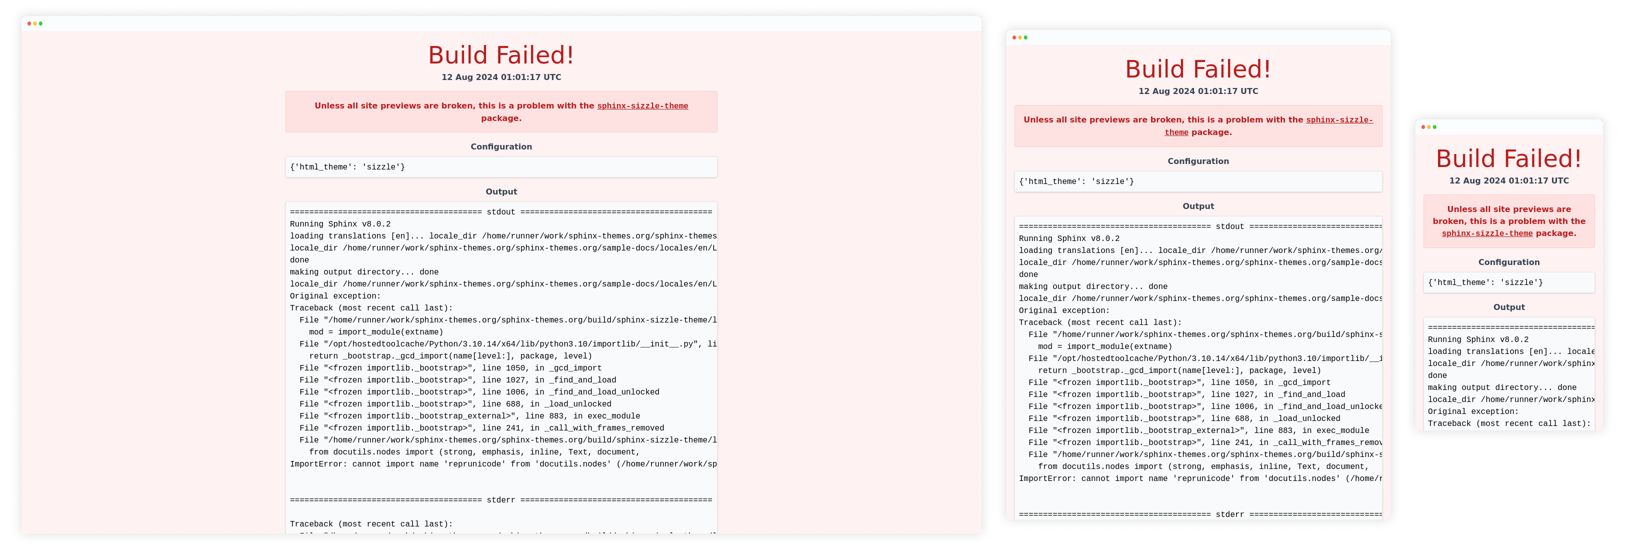 Build Failed!
12 Aug 2024 01:01:17 UTC
Unless all site previews are broken, this is a problem with the sphinx-sizzle-theme
package.
Configuration
{'html_theme': 'sizzle'}
Output
======================================== stdout ========================================
Running Sphinx v8.0.2
loading translations [en]... locale_dir /home/runner/work/sphinx-themes.org/sphinx-themes
locale_dir /home/runner/work/sphinx-themes.org/sphinx-themes.org/sample-docs/locales/en/L
done
making output directory... done
locale_dir /home/runner/work/sphinx-themes.org/sphinx-themes.org/sample-docs/locales/en/L
Original exception:
Traceback (most recent call last):
  File "/home/runner/work/sphinx-themes.org/sphinx-themes.org/build/sphinx-sizzle-theme/l
    mod = import_module(extname)
  File "/opt/hostedtoolcache/Python/3.10.14/x64/lib/python3.10/importlib/__init__.py", li
    return _bootstrap._gcd_import(name[level:], package, level)
  File "<frozen importlib._bootstrap>", line 1050, in _gcd_import
  File "<frozen importlib._bootstrap>", line 1027, in _find_and_load
  File "<frozen importlib._bootstrap>", line 1006, in _find_and_load_unlocked
  File "<frozen importlib._bootstrap>", line 688, in _load_unlocked
  File "<frozen importlib._bootstrap_external>", line 883, in exec_module
  File "<frozen importlib._bootstrap>", line 241, in _call_with_frames_removed
  File "/home/runner/work/sphinx-themes.org/sphinx-themes.org/build/sphinx-sizzle-theme/l
    from docutils.nodes import (strong, emphasis, inline, Text, document,
ImportError: cannot import name 'reprunicode' from 'docutils.nodes' (/home/runner/work/sp
======================================== stderr ========================================
Traceback (most recent call last):
Build Failed!
12 Aug 2024 01:01:17 UTC
Unless all site previews are broken, this is a problem with the sphinx-sizzle-
theme package.
Configuration
{'html_theme': 'sizzle'}
Output
======================================== stdout ====================================
Running Sphinx v8.0.2
loading translations [en]... locale_dir /home/runner/work/sphinx-themes.org/
locale_dir /home/runner/work/sphinx-themes.org/sphinx-themes.org/sample-docs
done
making output directory... done
locale_dir /home/runner/work/sphinx-themes.org/sphinx-themes.org/sample-docs
Original exception:
Traceback (most recent call last):
  File "/home/runner/work/sphinx-themes.org/sphinx-themes.org/build/sphinx-s
    mod = import_module(extname)
  File "/opt/hostedtoolcache/Python/3.10.14/x64/lib/python3.10/importlib/__i
    return _bootstrap._gcd_import(name[level:], package, level)
  File "<frozen importlib._bootstrap>", line 1050, in _gcd_import
  File "<frozen importlib._bootstrap>", line 1027, in _find_and_load
  File "<frozen importlib._bootstrap>", line 1006, in _find_and_load_unlocke
  File "<frozen importlib._bootstrap>", line 688, in _load_unlocked
  File "<frozen importlib._bootstrap_external>", line 883, in exec_module
  File "<frozen importlib._bootstrap>", line 241, in _call_with_frames_remov
  File "/home/runner/work/sphinx-themes.org/sphinx-themes.org/build/sphinx-s
    from docutils.nodes import (strong, emphasis, inline, Text, document,
ImportError: cannot import name 'reprunicode' from 'docutils.nodes' (/home/r
======================================== stderr ====================================
Build Failed!
12 Aug 2024 01:01:17 UTC
Unless all site previews are
broken, this is a problem with the
sphinx-sizzle-theme package.
Configuration
{'html_theme': 'sizzle'}
Output
===================================
Running Sphinx v8.0.2
loading translations [en]... locale
locale_dir /home/runner/work/sphinx
done
making output directory... done
locale_dir /home/runner/work/sphinx
Original exception:
Traceback (most recent call last):